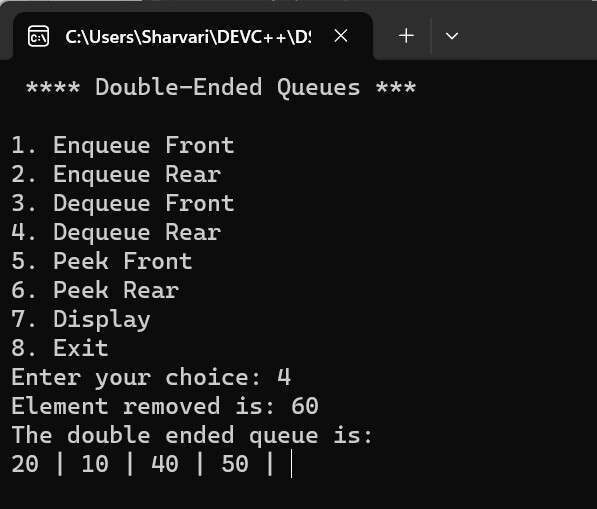 C:\Users\Sharvari\DEVC++\DS
**** Double-Ended Queues ***
1. Enqueue Front
2. Enqueue Rear
3. Dequeue Front
4. Dequeue Rear
5. Peek Front
6. Peek Rear
7. Display
8. Exit
Enter your choice: 4
Element removed is: 60
The double ended queue is:
20 | 10 | 40 | 50 |